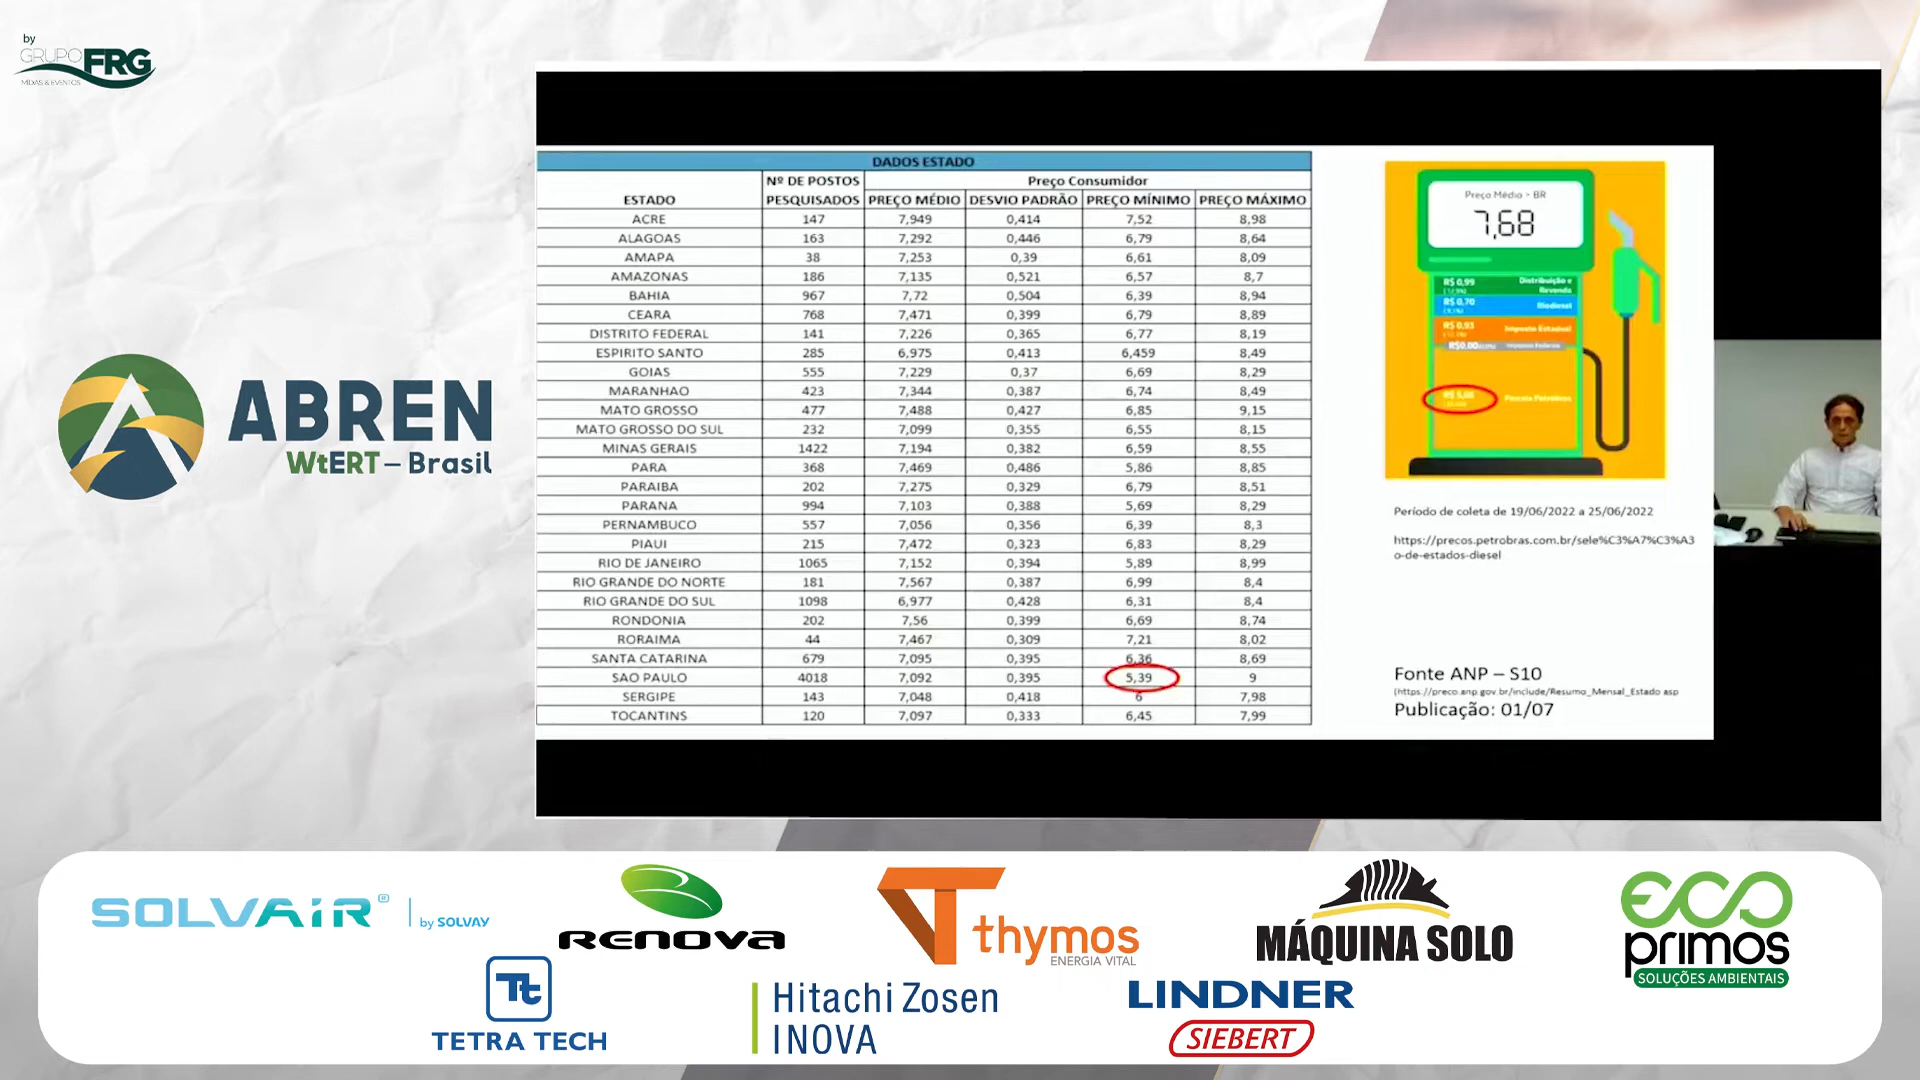 by
GRUPO FRG
MÍDIAS & EVENTOS
ABREN
WtERT – Brasil
DADOS ESTADO
ESTADO Nº DE POSTOS PESQUISADOS Preço Consumidor
PREÇO MÉDIO DESVIO PADRÃO PREÇO MÍNIMO PREÇO MÁXIMO
ACRE 147 7,949 0,414 7,52 8,98
ALAGOAS 163 7,292 0,446 6,79 8,64
AMAPA 38 7,253 0,39 6,61 8,09
AMAZONAS 186 7,135 0,521 6,57 8,7
BAHIA 967 7,72 0,504 6,39 8,94
CEARA 768 7,471 0,399 6,79 8,89
DISTRITO FEDERAL 141 7,226 0,365 6,77 8,19
ESPIRITO SANTO 285 6,975 0,413 6,459 8,49
GOIAS 555 7,229 0,37 6,69 8,29
MARANHAO 423 7,344 0,387 6,74 8,49
MATO GROSSO 477 7,488 0,427 6,85 9,15
MATO GROSSO DO SUL 232 7,099 0,355 6,55 8,15
MINAS GERAIS 1422 7,194 0,382 6,59 8,55
PARA 368 7,469 0,486 5,86 8,85
PARAIBA 202 7,275 0,329 6,79 8,51
PARANA 994 7,103 0,388 5,69 8,29
PERNAMBUCO 557 7,056 0,356 6,39 8,3
PIAUI 215 7,472 0,323 6,83 8,29
RIO DE JANEIRO 1065 7,152 0,394 5,89 8,99
RIO GRANDE DO NORTE 181 7,567 0,387 6,99 8,4
RIO GRANDE DO SUL 1098 6,977 0,428 6,31 8,4
RONDONIA 202 7,56 0,399 6,69 8,74
RORAIMA 44 7,467 0,309 7,21 8,02
SANTA CATARINA 679 7,095 0,395 6,36 8,69
SAO PAULO 4018 7,092 0,395 5,39 9
SERGIPE 143 7,048 0,418 6 7,98
TOCANTINS 120 7,097 0,333 6,45 7,99
Preço Médio - BR
7,68
R$ 0,99 Distribuição e Revenda
R$ 0,70 Biodiesel
R$ 0,93 Imposto Estadual
R$0,00
Parcela Petrobras
Período de coleta de 19/06/2022 a 25/06/2022
https://precos.petrobras.com.br/sele%C3%A7%C3%A3
o-de-estados-diesel
Fonte ANP – S10
(https://preco.anp.gov.br/include/Resumo_Mensal_Estado.asp
Publicação: 01/07
SOLVAIR® by SOLVAY
RENOVA
thymos
ENERGIA VITAL
MÁQUINA SOLO
eco
primos
SOLUÇÕES AMBIENTAIS
Tt
TETRA TECH
Hitachi Zosen
INOVA
LINDNER
SIEBERT